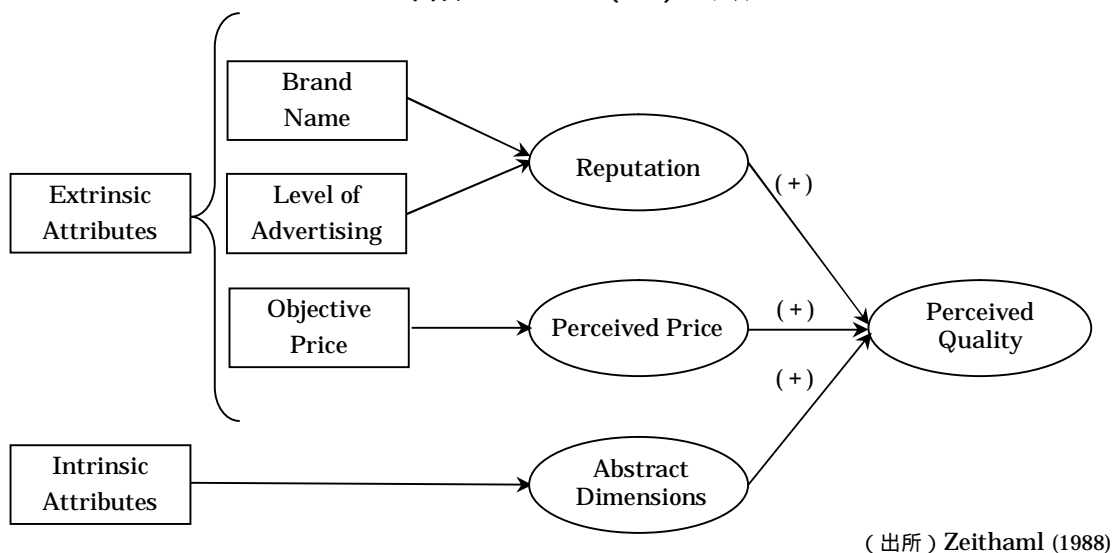 Brand
Name
Reputation
(+)
Extrinsic
Attributes
Level of
Advertising
Objective
Price
Perceived Price
(+)
Perceived
Quality
(+)
Intrinsic
Attributes
Abstract
Dimensions
(出所) Zeithaml (1988)